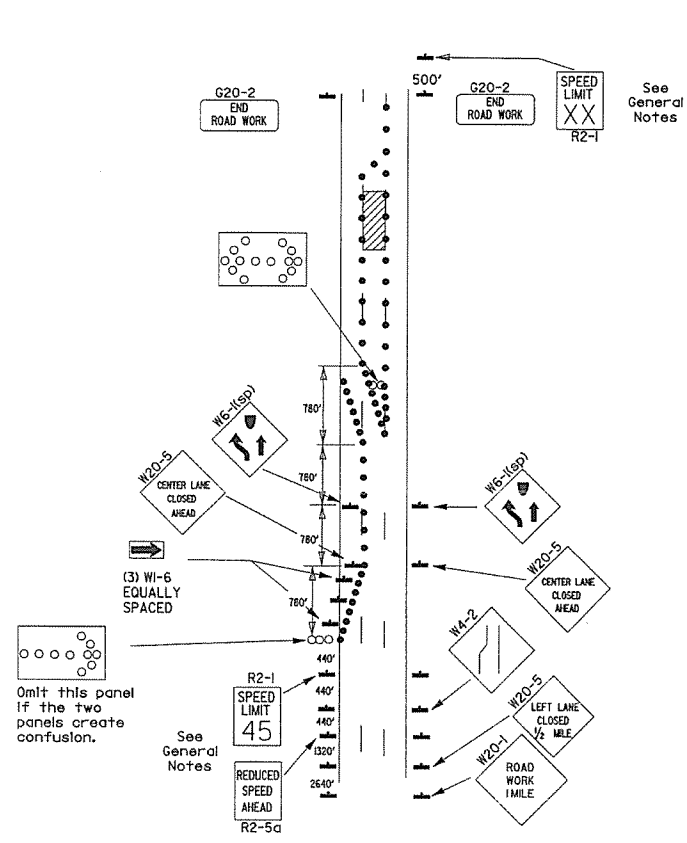 500'
G20-2
END
ROAD WORK
G20-2
END
ROAD WORK
SPEED
LIMIT
XX
R2-1
See
General
Notes
780'
W6-1(sp)
780'
W20-5
CENTER LANE
CLOSED
AHEAD
780'
W6-1(sp)
W20-5
CENTER LANE
CLOSED
AHEAD
(3) W1-6
EQUALLY
SPACED
780'
W4-2
Omit this panel
if the two
panels create
confusion.
440'
R2-1
SPEED
LIMIT
45
440'
440'
See
General
Notes
1320'
2640'
REDUCED
SPEED
AHEAD
R2-5a
W20-5
LEFT LANE
CLOSED
1/2 MILE
W20-1
ROAD
WORK
1 MILE